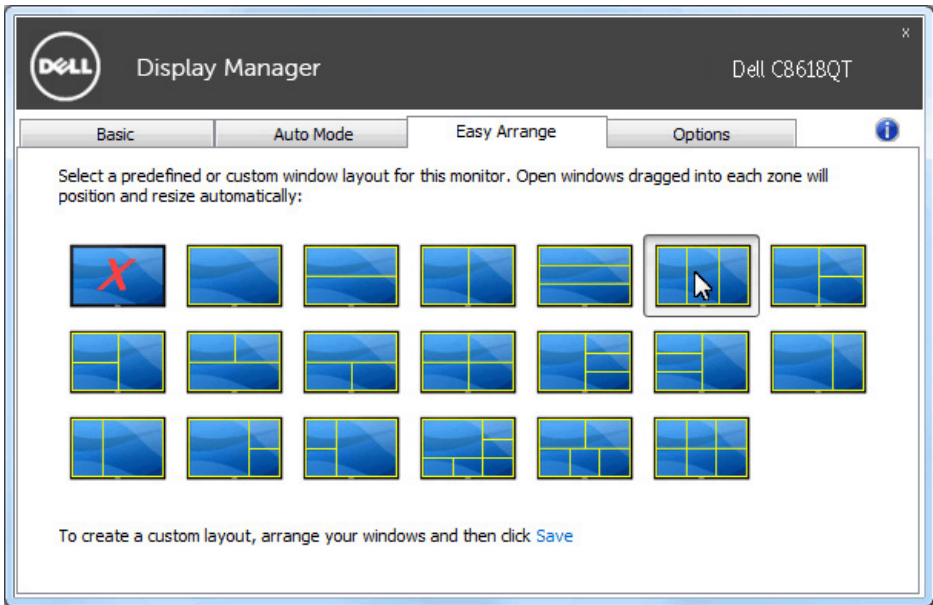 x
DELL
Display Manager
Dell C8618QT
Basic
Auto Mode
Easy Arrange
Options
i
Select a predefined or custom window layout for this monitor. Open windows dragged into each zone will
position and resize automatically:
X
To create a custom layout, arrange your windows and then click Save